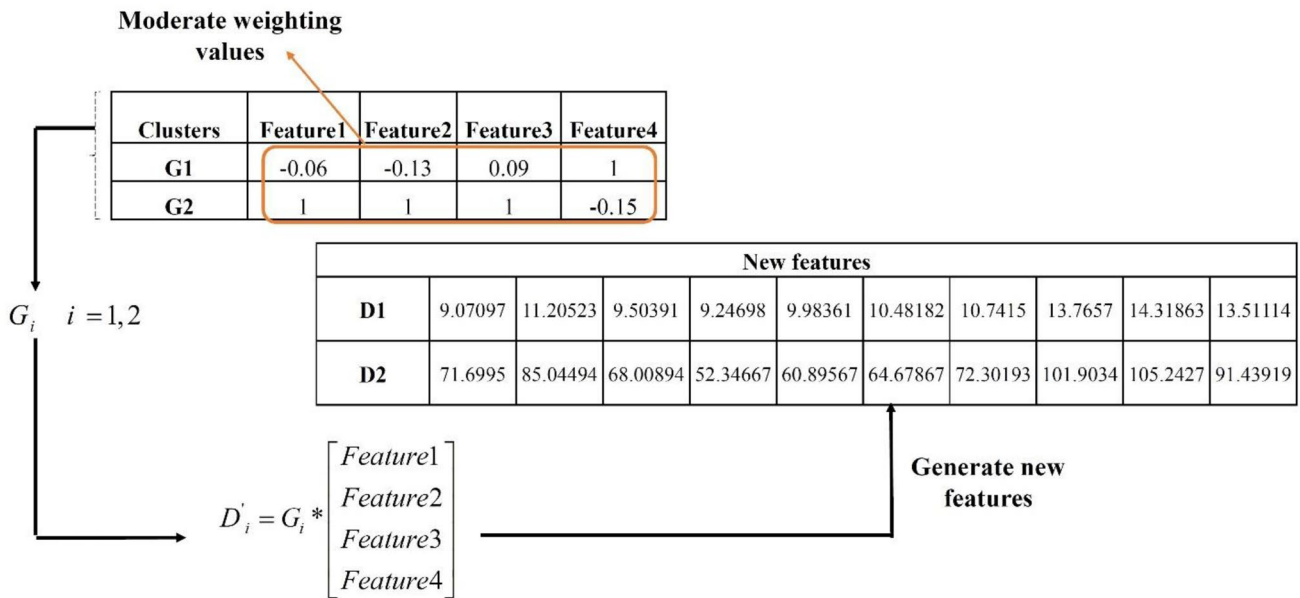 Moderate weighting
values
Clusters Feature1 Feature2 Feature3 Feature4
G1 -0.06 -0.13 0.09 1
G2 1 1 1 -0.15
New features
D1 9.07097 11.20523 9.50391 9.24698 9.98361 10.48182 10.7415 13.7657 14.31863 13.51114
D2 71.6995 85.04494 68.00894 52.34667 60.89567 64.67867 72.30193 101.9034 105.2427 91.43919
G_i i = 1,2
D'_i = G_i * [Feature1
Feature2
Feature3
Feature4]
Generate new
features